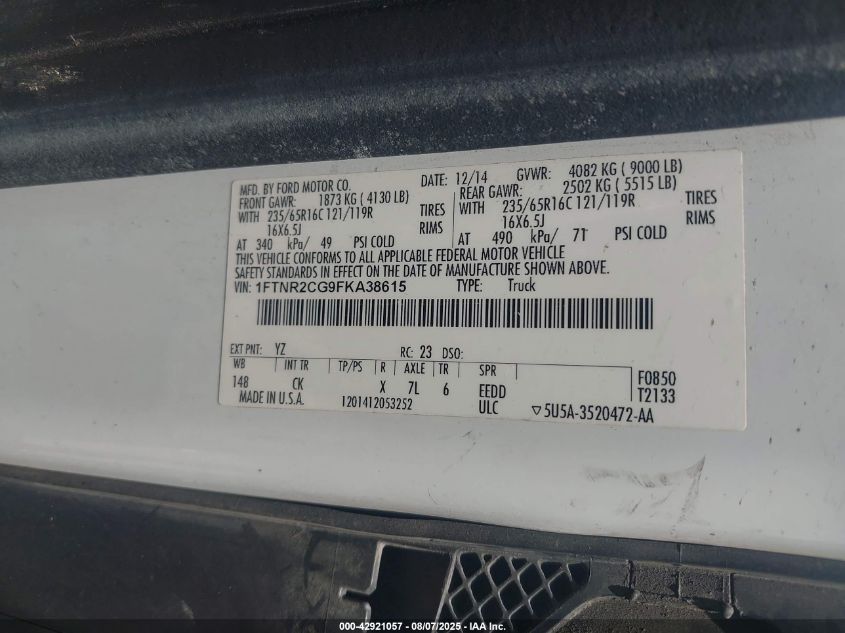 MFD. BY FORD MOTOR CO. DATE: 12/14 GVWR: 4082 KG ( 9000 LB)
FRONT GAWR: 1873 KG ( 4130 LB) REAR GAWR: 2502 KG ( 5515 LB)
WITH 235/65R16C 121/119R TIRES WITH 235/65R16C 121/119R TIRES
16X6.5J RIMS 16X6.5J RIMS
AT 340 kPa/ 49 PSI COLD AT 490 kPa/ 71 PSI COLD
THIS VEHICLE CONFORMS TO ALL APPLICABLE FEDERAL MOTOR VEHICLE
SAFETY STANDARDS IN EFFECT ON THE DATE OF MANUFACTURE SHOWN ABOVE.
VIN: 1FTNR2CG9FKA38615 TYPE: Truck
EXT PNT: YZ RC: 23 DSO:
WB INT TR TP/PS R AXLE TR SPR
148 CK X 7L 6 EEDD F0850
ULC T2133
MADE IN U.S.A. 1201412053252 ▽5U5A-3520472-AA
000-42921057 - 08/07/2025 - IAA